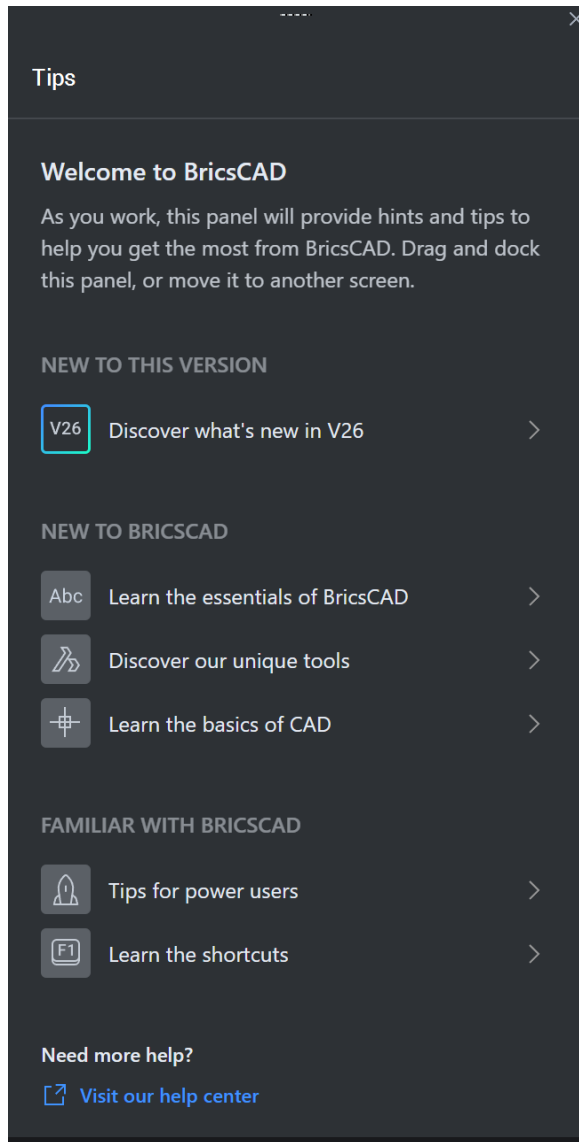 Tips
Welcome to BricsCAD
As you work, this panel will provide hints and tips to
help you get the most from BricsCAD. Drag and dock
this panel, or move it to another screen.
NEW TO THIS VERSION
V26 Discover what's new in V26
NEW TO BRICSCAD
Abc Learn the essentials of BricsCAD
Discover our unique tools
Learn the basics of CAD
FAMILIAR WITH BRICSCAD
Tips for power users
F1 Learn the shortcuts
Need more help?
Visit our help center